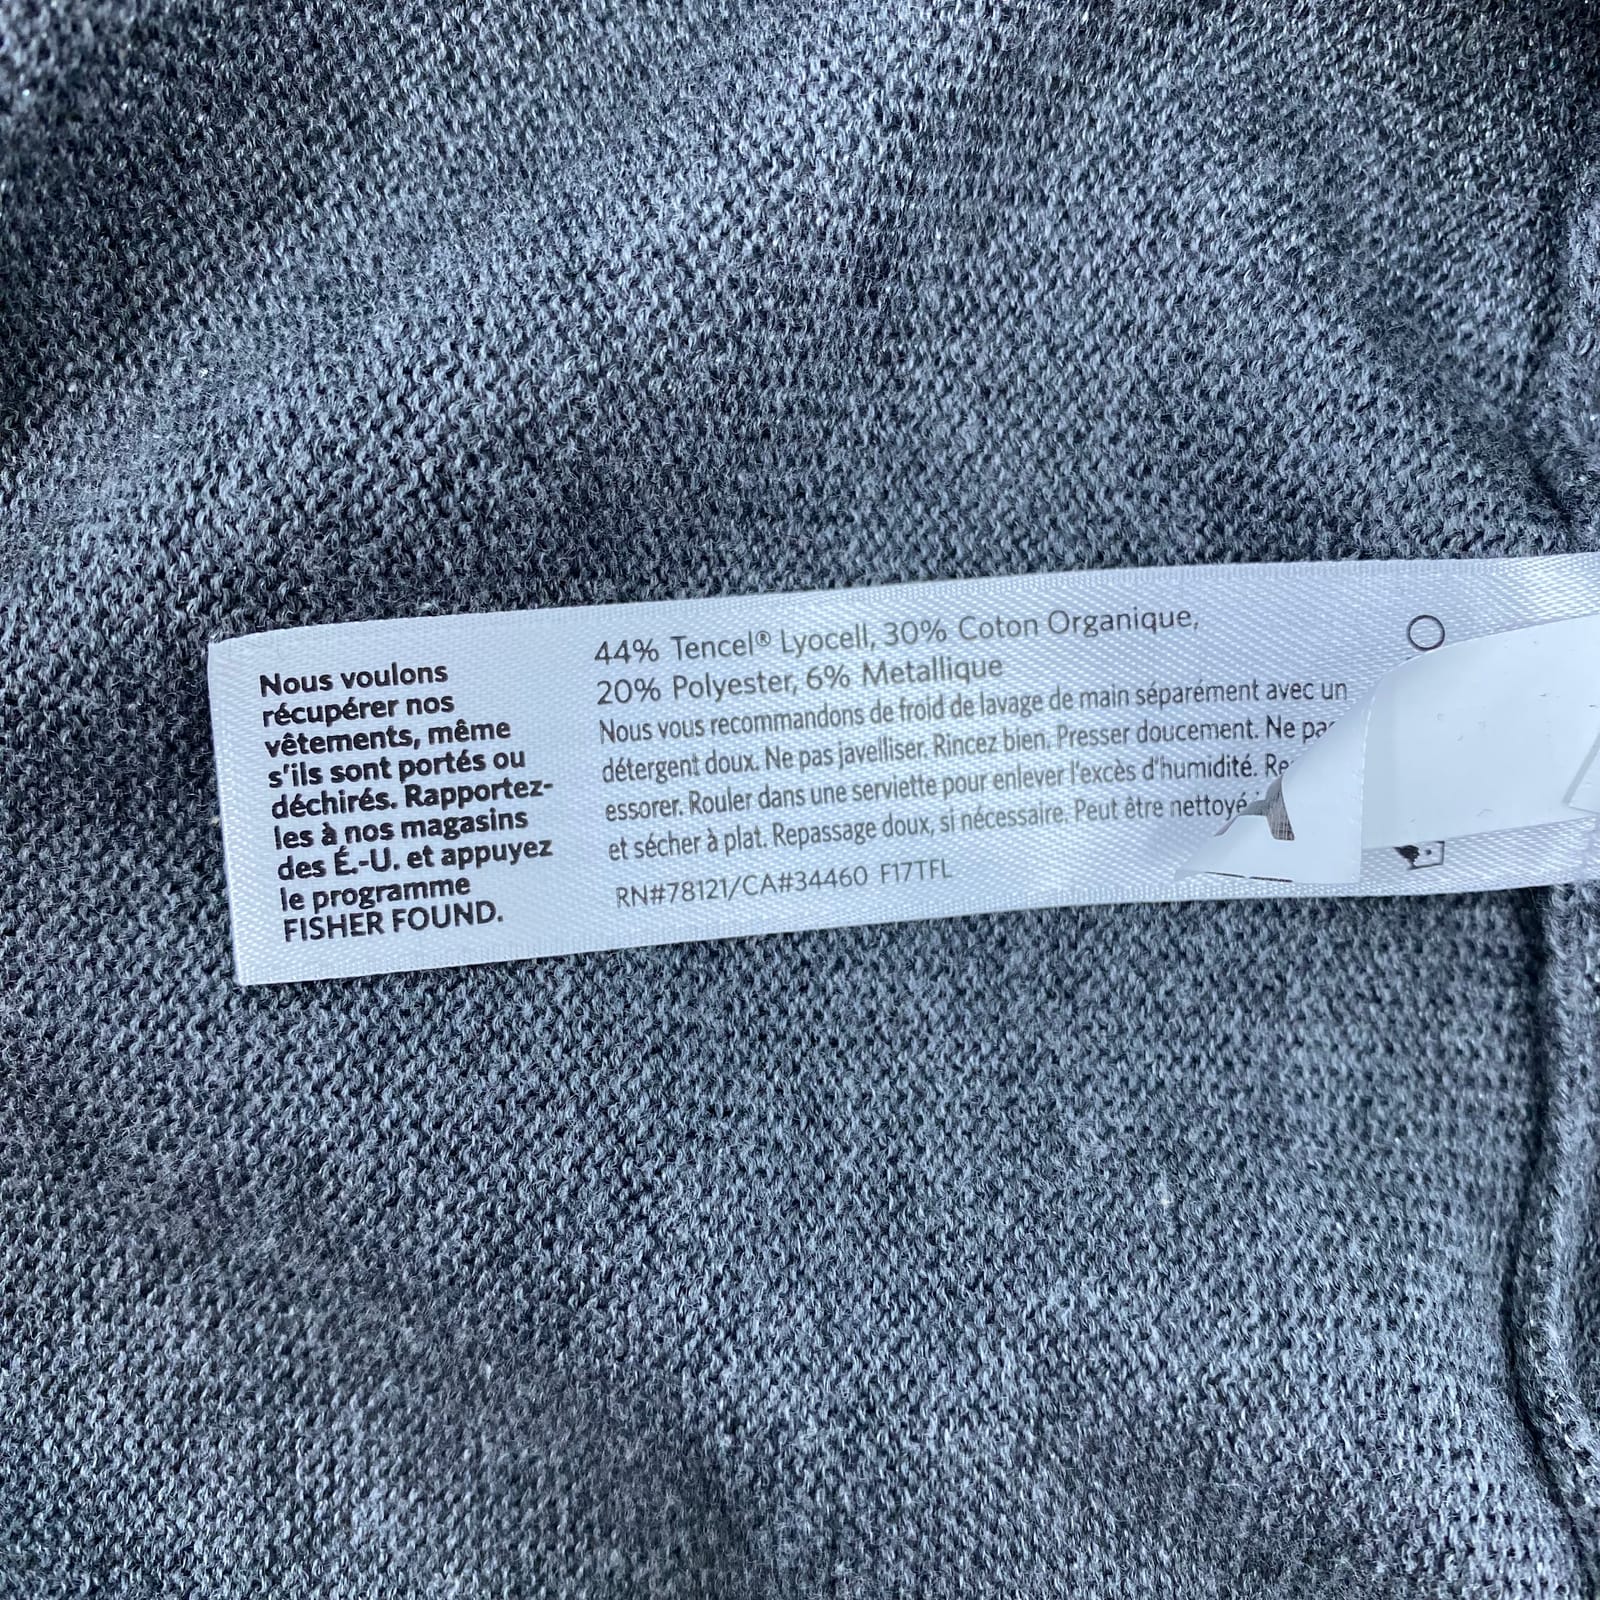 Nous voulons
récupérer nos
vêtements, même
s'ils sont portés ou
déchirés. Rapportez-
les à nos magasins
des É.-U. et appuyez
le programme
FISHER FOUND.
44% Tencel® Lyocell, 30% Coton Organique,
20% Polyester, 6% Metallique
Nous vous recommandons de froid de lavage de main séparément avec un
détergent doux. Ne pas javelliser. Rincez bien. Presser doucement. Ne
essorer. Rouler dans une serviette pour enlever l'excès d'humidité.
et sécher à plat. Repassage doux, si nécessaire. Peut être nettoyé
RN#78121/CA#34460 F17TFL